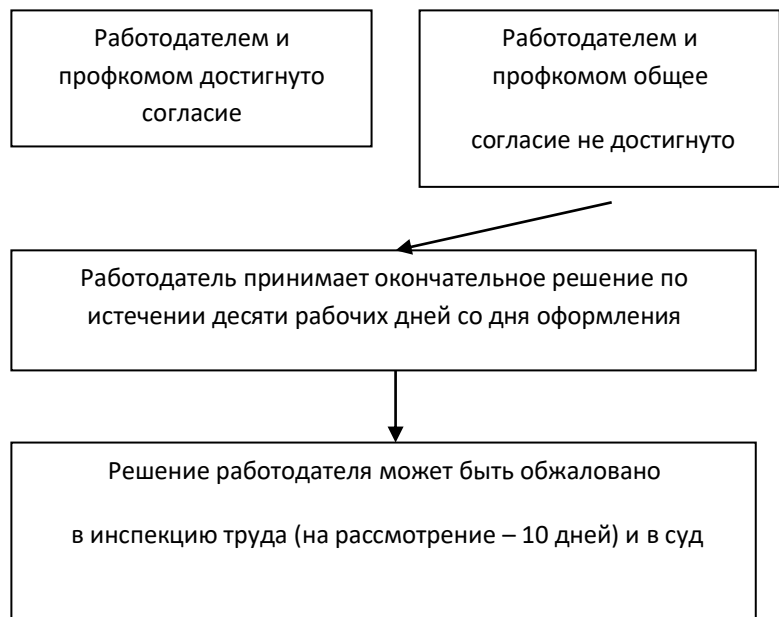 Работодателем и
профкомом достигнуто
согласие
Работодателем и
профкомом общее
согласие не достигнуто
Работодатель принимает окончательное решение по
истечении десяти рабочих дней со дня оформления
Решение работодателя может быть обжаловано
в инспекцию труда (на рассмотрение – 10 дней) и в суд